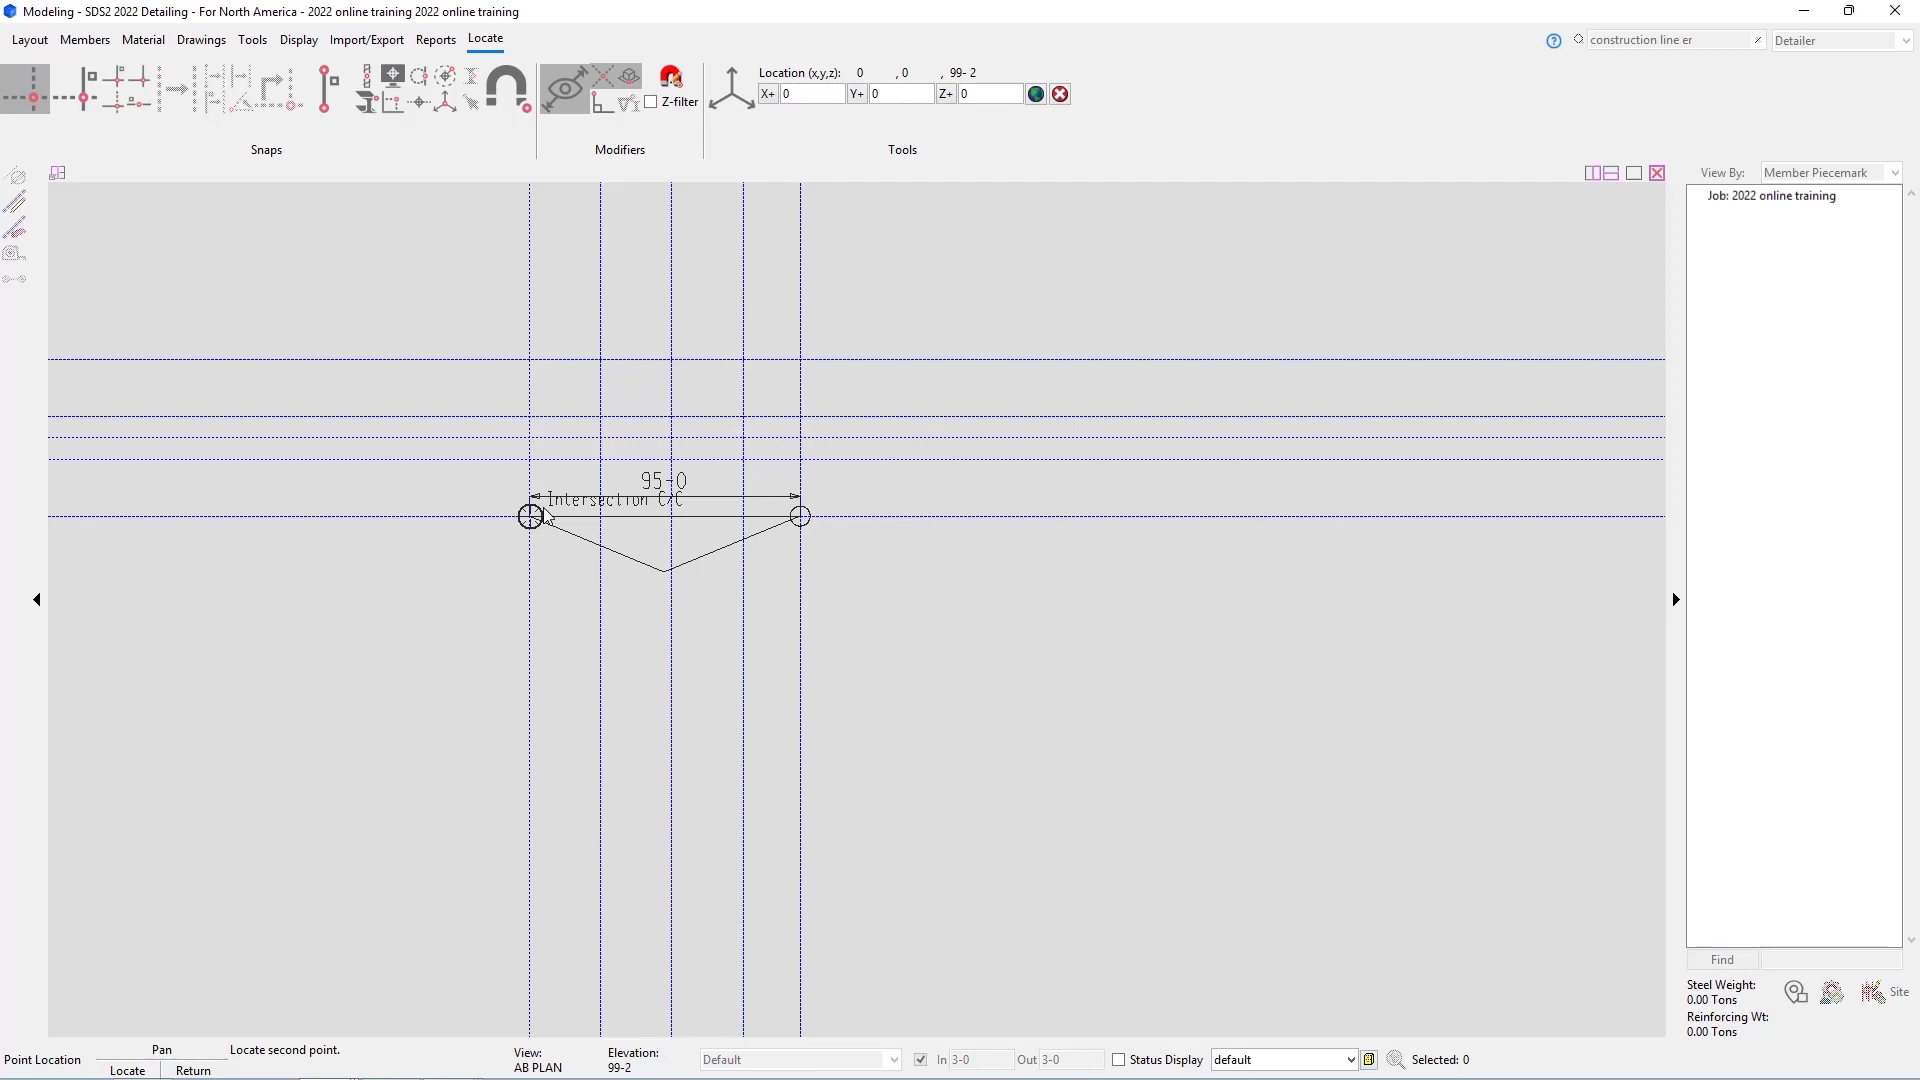 Modeling - SDS2 2022 Detailing - For North America - 2022 online training 2022 online training
Layout Members Material Drawings Tools Display Import/Export Reports Locate
construction line er
Detailer
Location (x,y,z): 0 ,0 , 99- 2
X+ 0 Y+ 0 Z+ 0
Z-filter
Snaps Modifiers Tools
View By: Member Piecemark
Job: 2022 online training
95-0
Intersection C/C
Find
Steel Weight:
0.00 Tons
Site
Reinforcing Wt:
0.00 Tons
Point Location
Pan
Locate Return
Locate second point.
View:
AB PLAN
Elevation:
99-2
Default
In 3-0 Out 3-0
Status Display default
Selected: 0